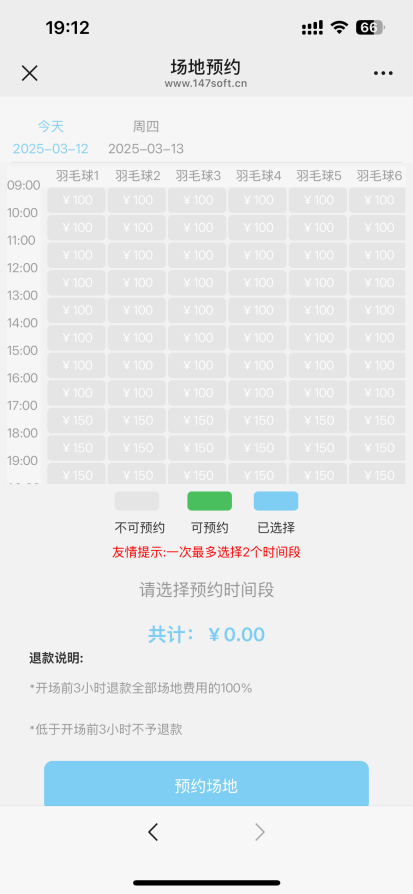 19:12
66
场地预约
www.147soft.cn
今天 周四
2025-03-12 2025-03-13
羽毛球1 羽毛球2 羽毛球3 羽毛球4 羽毛球5 羽毛球6
09:00
¥100 ¥100 ¥100 ¥100 ¥100 ¥100
10:00
¥100 ¥100 ¥100 ¥100 ¥100 ¥100
11:00
¥100 ¥100 ¥100 ¥100 ¥100 ¥100
12:00
¥100 ¥100 ¥100 ¥100 ¥100 ¥100
13:00
¥100 ¥100 ¥100 ¥100 ¥100 ¥100
14:00
¥100 ¥100 ¥100 ¥100 ¥100 ¥100
15:00
¥100 ¥100 ¥100 ¥100 ¥100 ¥100
16:00
¥100 ¥100 ¥100 ¥100 ¥100 ¥100
17:00
¥150 ¥150 ¥150 ¥150 ¥150 ¥150
18:00
¥150 ¥150 ¥150 ¥150 ¥150 ¥150
19:00
¥150 ¥150 ¥150 ¥150 ¥150 ¥150
不可预约 可预约 已选择
友情提示:一次最多选择2个时间段
请选择预约时间段
共计：¥0.00
退款说明:
*开场前3小时退款全部场地费用的100%
*低于开场前3小时不予退款
预约场地